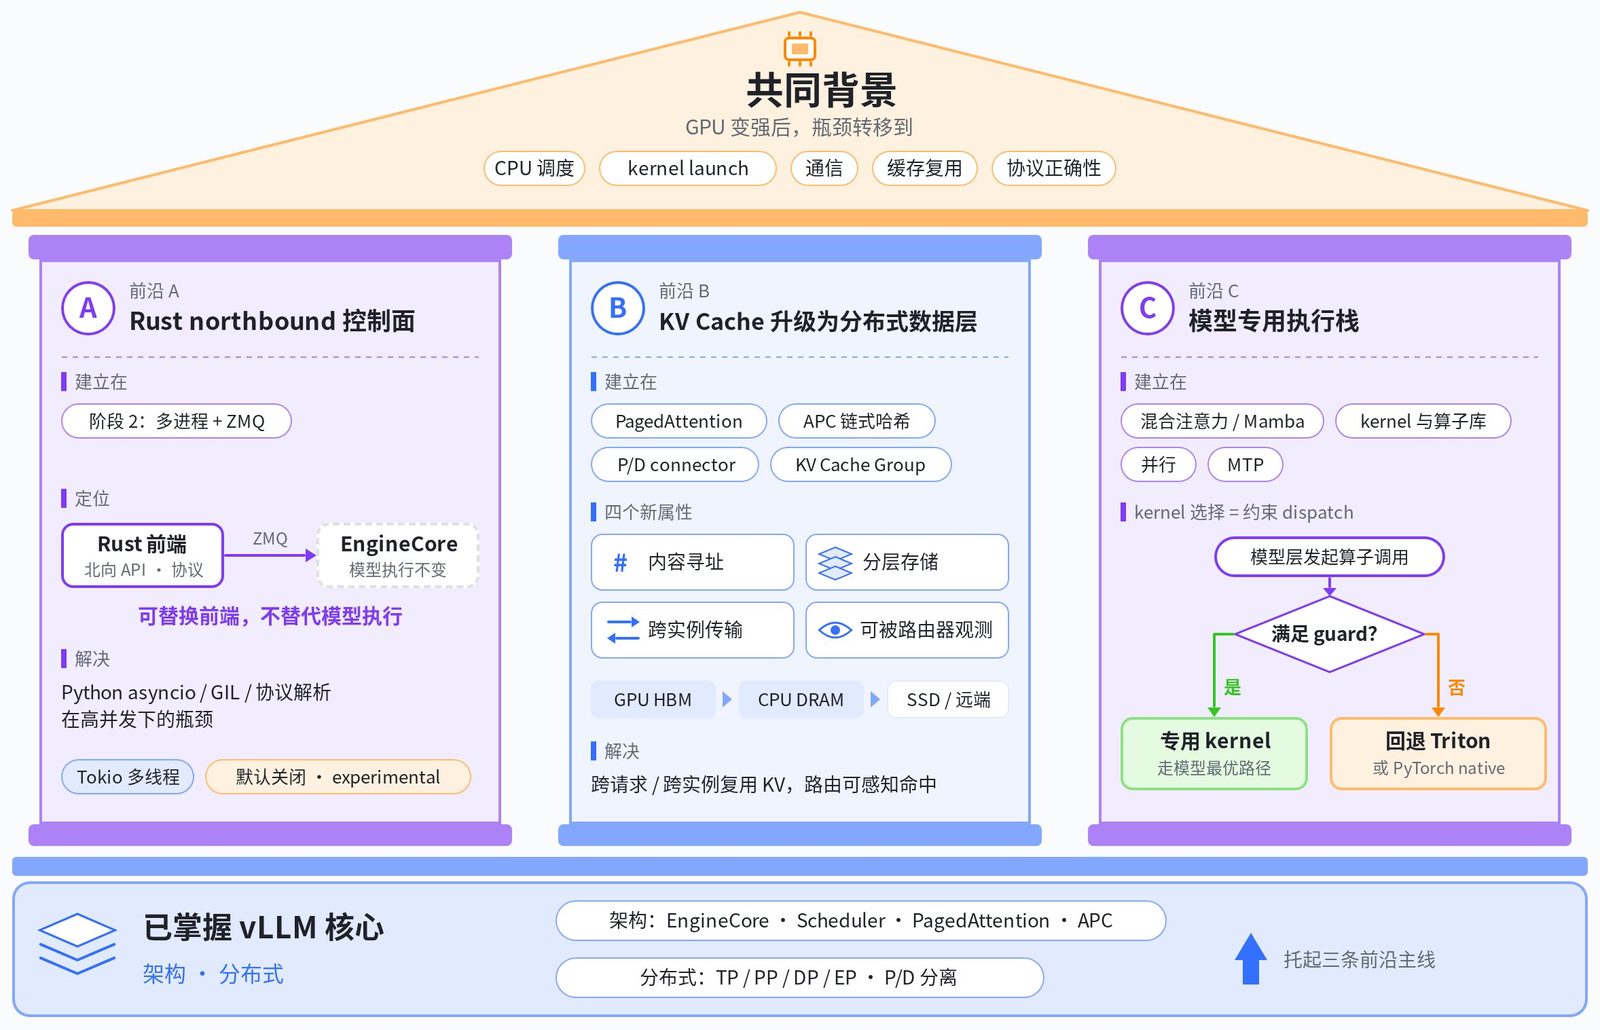 共同背景
GPU 变强后，瓶颈转移到
CPU 调度
kernel launch
通信
缓存复用
协议正确性
A
前沿 A
Rust northbound 控制面
建立在
阶段 2：多进程 + ZMQ
定位
Rust 前端
北向 API · 协议
ZMQ
EngineCore
模型执行不变
可替换前端，不替代模型执行
解决
Python asyncio / GIL / 协议解析
在高并发下的瓶颈
Tokio 多线程
默认关闭 · experimental
B
前沿 B
KV Cache 升级为分布式数据层
建立在
PagedAttention
APC 链式哈希
P/D connector
KV Cache Group
四个新属性
# 内容寻址
分层存储
跨实例传输
可被路由器观测
GPU HBM
CPU DRAM
SSD / 远端
解决
跨请求 / 跨实例复用 KV，路由可感知命中
C
前沿 C
模型专用执行栈
建立在
混合注意力 / Mamba
kernel 与算子库
并行
MTP
kernel 选择 = 约束 dispatch
模型层发起算子调用
满足 guard?
是
否
专用 kernel
走模型最优路径
回退 Triton
或 PyTorch native
已掌握 vLLM 核心
架构 · 分布式
架构：EngineCore · Scheduler · PagedAttention · APC
分布式：TP / PP / DP / EP · P/D 分离
托起三条前沿主线